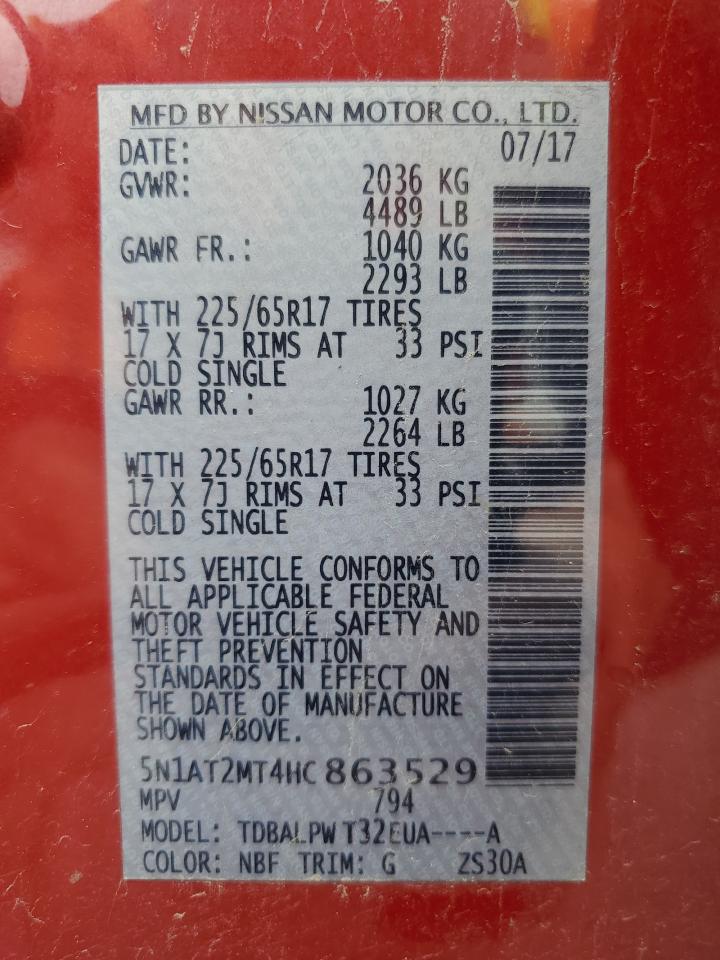 MFD BY NISSAN MOTOR CO., LTD.
DATE: 07/17
GVWR: 2036 KG
4489 LB
GAWR FR.: 1040 KG
2293 LB
WITH 225/65R17 TIRES
17 X 7J RIMS AT 33 PSI
COLD SINGLE
GAWR RR.: 1027 KG
2264 LB
WITH 225/65R17 TIRES
17 X 7J RIMS AT 33 PSI
COLD SINGLE
THIS VEHICLE CONFORMS TO
ALL APPLICABLE FEDERAL
MOTOR VEHICLE SAFETY AND
THEFT PREVENTION
STANDARDS IN EFFECT ON
THE DATE OF MANUFACTURE
SHOWN ABOVE.
5N1AT2MT4HC863529
MPV 794
MODEL: TDBALPW T32EUA----A
COLOR: NBF TRIM: G ZS30A